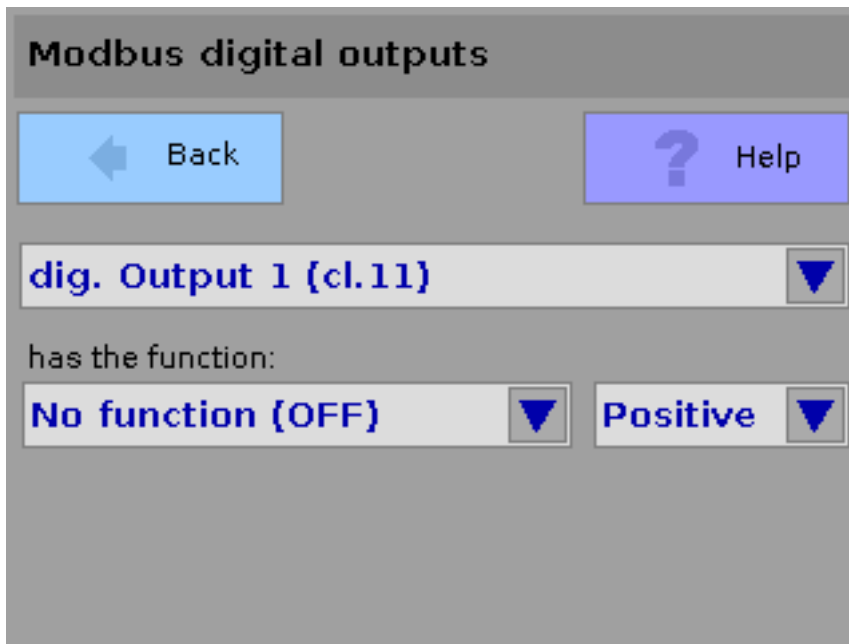 Modbus digital outputs
Back
? Help
dig. Output 1 (cl.11)
has the function:
No function (OFF) Positive